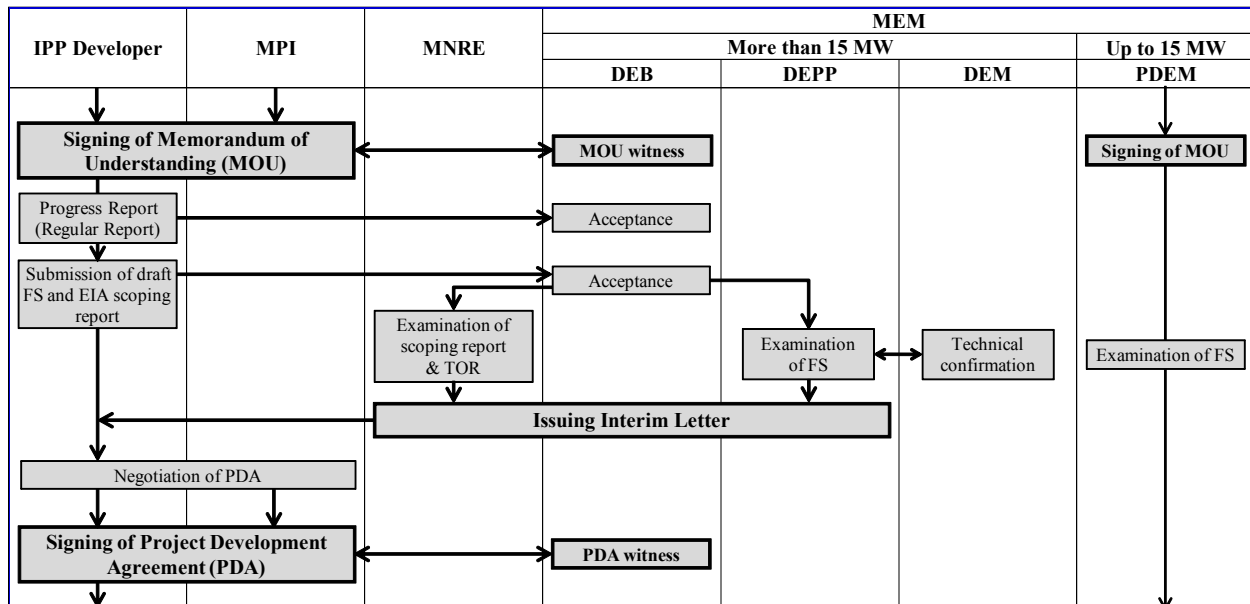 MEM
IPP Developer
MPI
MNRE
More than 15 MW
Up to 15 MW
DEB
DEPP
DEM
PDEM
Signing of Memorandum of
Understanding (MOU)
MOU witness
Signing of MOU
Progress Report
(Regular Report)
Acceptance
Submission of draft
FS and EIA scoping
report
Acceptance
Examination of
scoping report
& TOR
Examination
of FS
Technical
confirmation
Examination of FS
Issuing Interim Letter
Negotiation of PDA
Signing of Project Development
Agreement (PDA)
PDA witness